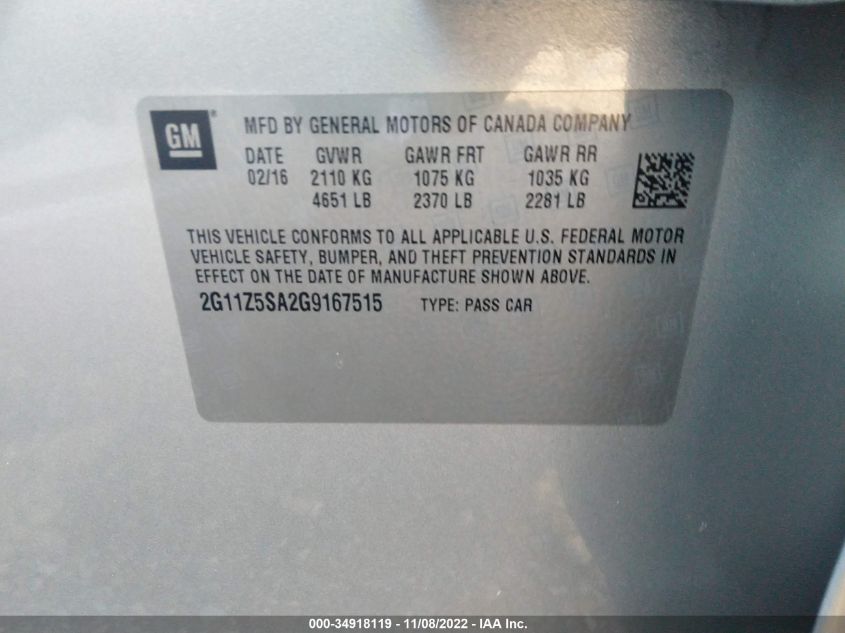 GM®
MFD BY GENERAL MOTORS OF CANADA COMPANY
DATE GVWR GAWR FRT GAWR RR
02/16 2110 KG 1075 KG 1035 KG
4651 LB 2370 LB 2281 LB
THIS VEHICLE CONFORMS TO ALL APPLICABLE U.S. FEDERAL MOTOR
VEHICLE SAFETY, BUMPER, AND THEFT PREVENTION STANDARDS IN
EFFECT ON THE DATE OF MANUFACTURE SHOWN ABOVE.
2G11Z5SA2G9167515 TYPE: PASS CAR
000-34918119 - 11/08/2022 - IAA Inc.